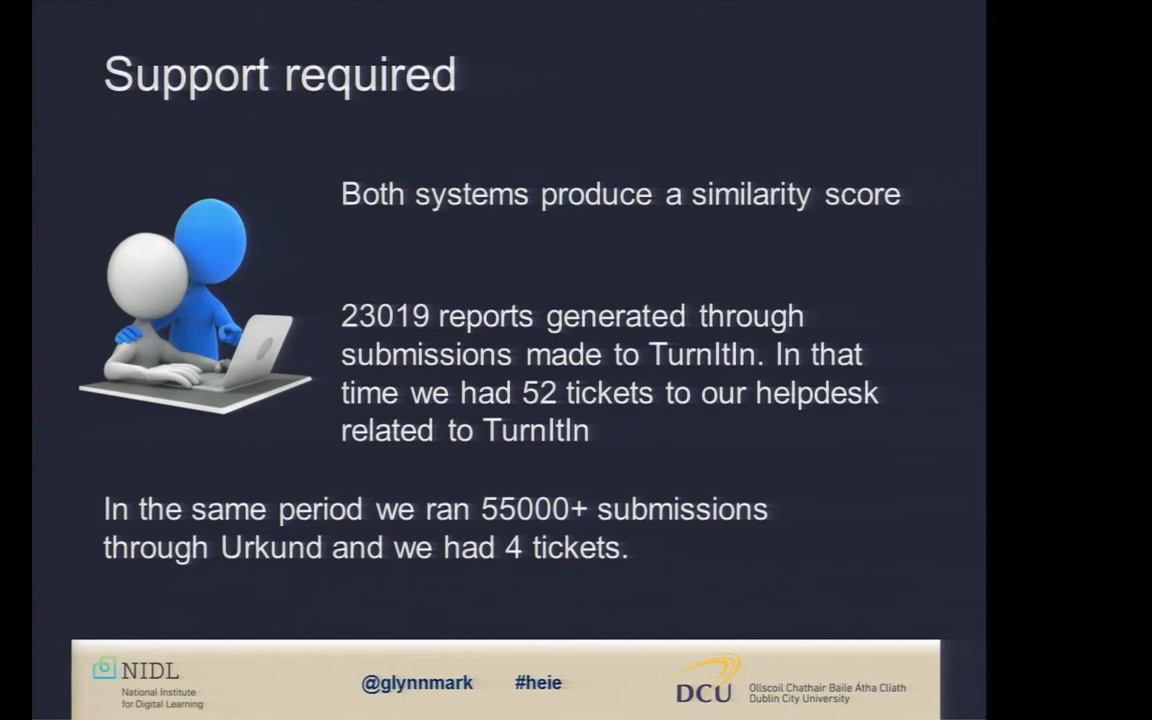 Support required
Both systems produce a similarity score
23019 reports generated through
submissions made to TurnItIn. In that
time we had 52 tickets to our helpdesk
related to TurnItIn
In the same period we ran 55000+ submissions
through Urkund and we had 4 tickets.
NIDL
National Institute
for Digital Learning
@glynnmark #heie
DCU
Ollscoil Chathair Baile Átha Cliath
Dublin City University